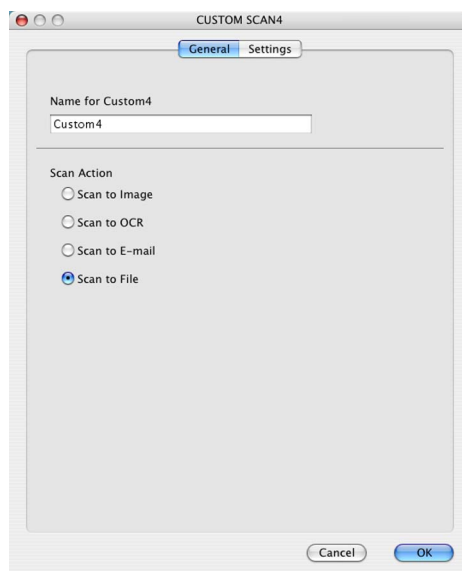 CUSTOM SCAN4
General Settings
Name for Custom4
Custom4
Scan Action
Scan to Image
Scan to OCR
Scan to E-mail
Scan to File
Cancel OK